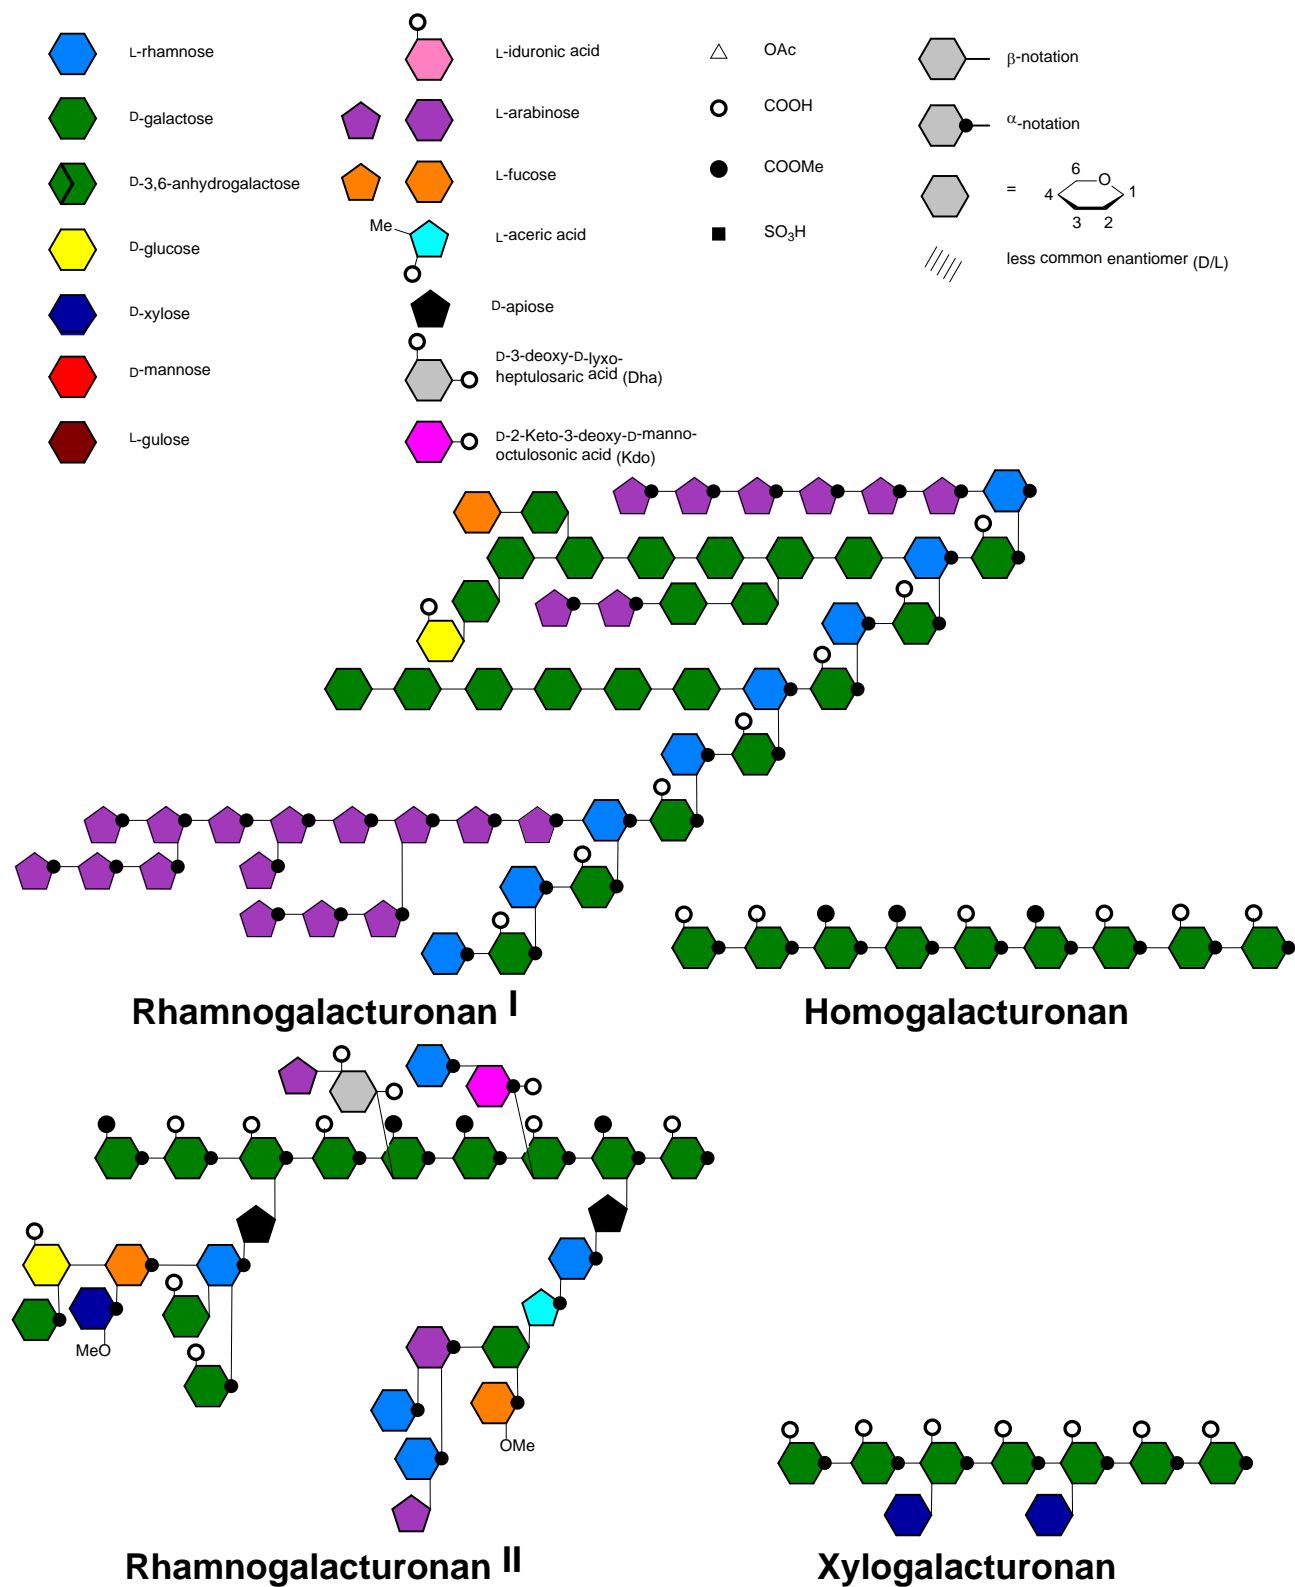 L-rhamnose
D-galactose
D-3,6-anhydrogalactose
D-glucose
D-xylose
D-mannose
L-gulose
L-iduronic acid
L-arabinose
L-fucose
Me
L-aceric acid
D-apiose
D-3-deoxy-D-lyxo-
heptulosaric acid (Dha)
D-2-Keto-3-deoxy-D-manno-
octulosonic acid (Kdo)
OAc
COOH
COOMe
SO3H
β-notation
α-notation
=
6
O
4
1
3
2
less common enantiomer (D/L)
Rhamnogalacturonan I
Homogalacturonan
MeO
OMe
Rhamnogalacturonan II
Xylogalacturonan